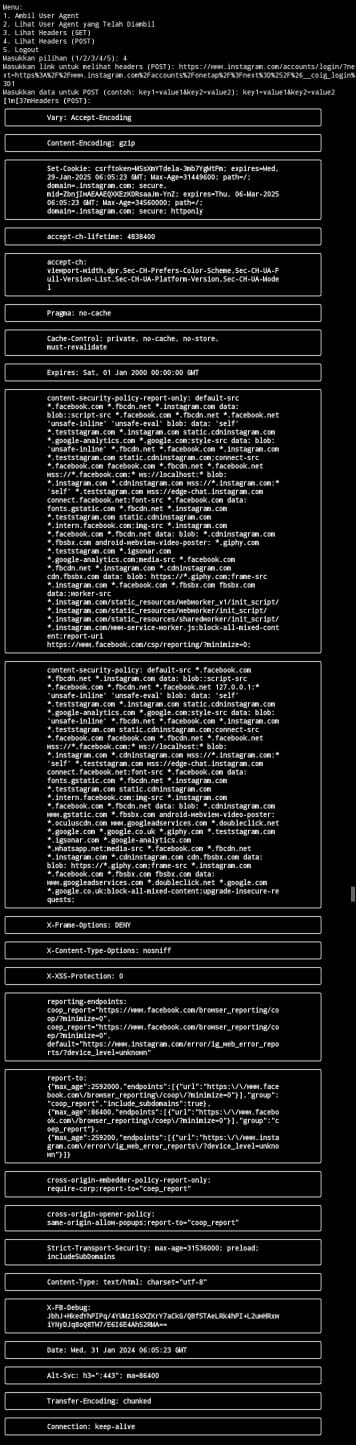 Menu:
1. Ambil User Agent
2. Lihat User Agent yang Telah Diambil
3. Lihat Headers (GET)
4. Lihat Headers (POST)
5. Logout
Masukkan pilihan (1/2/3/4/5): 4
Masukkan link untuk melihat headers (POST): https://www.instagram.com/accounts/login/?ne
xt=https%3A%2F%2Fwww.instagram.com%2Faccounts%2Fonetap%2F%3Fnext%3D%252F%26__coig_login%
3D1
Masukkan data untuk POST (contoh: key1=value1&key2=value2): key1=value1&key2=value2
[1m[37mHeaders (POST):
Vary: Accept-Encoding
Content-Encoding: gzip
Set-Cookie: expires=Wed,
29-Jan-2025 06:05:23 GMT; Max-Age=31449600; path=/;
domain=.instagram.com; secure,
expires=Thu, 06-Mar-2025
06:05:23 GMT; Max-Age=34560000; path=/;
domain=.instagram.com; secure; httponly
accept-ch-lifetime: 4838400
accept-ch:
viewport-width,dpr,Sec-CH-Prefers-Color-Scheme,Sec-CH-UA-F
ull-Version-List,Sec-CH-UA-Platform-Version,Sec-CH-UA-Mode
l
Pragma: no-cache
Cache-Control: private, no-cache, no-store,
must-revalidate
Expires: Sat, 01 Jan 2000 00:00:00 GMT
content-security-policy-report-only: default-src
*.facebook.com *.fbcdn.net *.instagram.com data:
blob:;script-src *.fbcdn.net *.facebook.net
'unsafe-inline' 'unsafe-eval' blob: data: 'self'
*.teststagram.com *.instagram.com static.cdninstagram.com
*.google-analytics.com *.google.com;style-src data: blob:
'unsafe-inline' *.fbcdn.net *.instagram.com
*.teststagram.com static.cdninstagram.com;connect-src
*.facebook.com facebook.com *.fbcdn.net *.facebook.net
wss://*.facebook.com:* ws://localhost:* blob:
*.instagram.com *.cdninstagram.com wss://*.instagram.com:*
'self' *.teststagram.com wss://edge-chat.instagram.com
connect.facebook.net;font-src *.facebook.com data:
fonts.gstatic.com *.fbcdn.net *.instagram.com
*.teststagram.com static.cdninstagram.com
*.intern.facebook.com;img-src *.instagram.com
*.facebook.com *.fbcdn.net data: blob: *.cdninstagram.com
*.fbsbx.com android-webview-video-poster: *.giphy.com
*.teststagram.com *.igsonar.com
*.google-analytics.com;media-src *.facebook.com
*.fbcdn.net *.instagram.com *.cdninstagram.com
cdn.fbsbx.com data: blob: https://*.giphy.com;frame-src
*.instagram.com *.facebook.com *.fbsbx.com fbsbx.com
data:;worker-src
*.instagram.com/static_resources/webworker_v1/init_script/
*.instagram.com/static_resources/webworker/init_script/
*.instagram.com/static_resources/sharedworker/init_script/
*.instagram.com/www-service-worker.js;block-all-mixed-cont
ent;report-uri
https://www.facebook.com/csp/reporting/?minimize=0;
content-security-policy: default-src *.facebook.com
*.fbcdn.net *.instagram.com data: blob:;script-src
*.facebook.com *.fbcdn.net *.facebook.net 127.0.0.1:*
'unsafe-inline' 'unsafe-eval' blob: data: 'self'
*.teststagram.com *.instagram.com static.cdninstagram.com
*.google-analytics.com *.google.com;style-src data: blob:
'unsafe-inline' *.fbcdn.net *.instagram.com
*.teststagram.com static.cdninstagram.com;connect-src
*.facebook.com facebook.com *.fbcdn.net *.facebook.net
wss://*.facebook.com:* ws://localhost:* blob:
*.instagram.com *.cdninstagram.com wss://*.instagram.com:*
'self' *.teststagram.com wss://edge-chat.instagram.com
connect.facebook.net;font-src *.facebook.com data:
*.gstatic.com *.fbcdn.net *.instagram.com
*.teststagram.com static.cdninstagram.com
*.intern.facebook.com;img-src *.instagram.com
*.facebook.com *.fbcdn.net data: blob: *.cdninstagram.com
www.gstatic.com *.fbsbx.com android-webview-video-poster:
*.oculuscdn.com www.googleadservices.com *.doubleclick.net
*.google.com *.google.co.uk *.giphy.com *.teststagram.com
*.igsonar.com *.google-analytics.com
*.whatsapp.net;media-src *.facebook.com *.fbcdn.net
*.instagram.com *.cdninstagram.com cdn.fbsbx.com data:
blob: https://*.giphy.com;frame-src *.instagram.com
*.facebook.com *.fbsbx.com fbsbx.com data:
www.googleadservices.com *.doubleclick.net *.google.com
*.google.co.uk;block-all-mixed-content;upgrade-insecure-re
quests;
X-Frame-Options: DENY
X-Content-Type-Options: nosniff
X-XSS-Protection: 0
reporting-endpoints:
coop_report="https://www.facebook.com/browser_reporting/co
op/?minimize=0",
coep_report="https://www.facebook.com/browser_reporting/co
ep/?minimize=0",
default="https://www.instagram.com/error/ig_web_error_repo
rts/?device_level=unknown"
report-to:
{"max_age":2592000,"endpoints":[{"url":"https:\/\/www.face
book.com\/browser_reporting\/coop\/?minimize=0"}],"group":
"coop_report","include_subdomains":true},
{"max_age":86400,"endpoints":[{"url":"https:\/\/www.facebo
ok.com\/browser_reporting\/coep\/?minimize=0"}],"group":"c
oep_report"},
{"max_age":259200,"endpoints":[{"url":"https:\/\/www.insta
gram.com\/error\/ig_web_error_reports\/?device_level=unkno
wn"}]}
cross-origin-embedder-policy-report-only:
require-corp;report-to="coep_report"
cross-origin-opener-policy:
same-origin-allow-popups;report-to="coop_report"
Strict-Transport-Security: max-age=31536000; preload;
includeSubDomains
Content-Type: text/html; charset="utf-8"
X-FB-Debug:
Date: Wed, 31 Jan 2024 06:05:23 GMT
Alt-Svc: h3=":443"; ma=86400
Transfer-Encoding: chunked
Connection: keep-alive